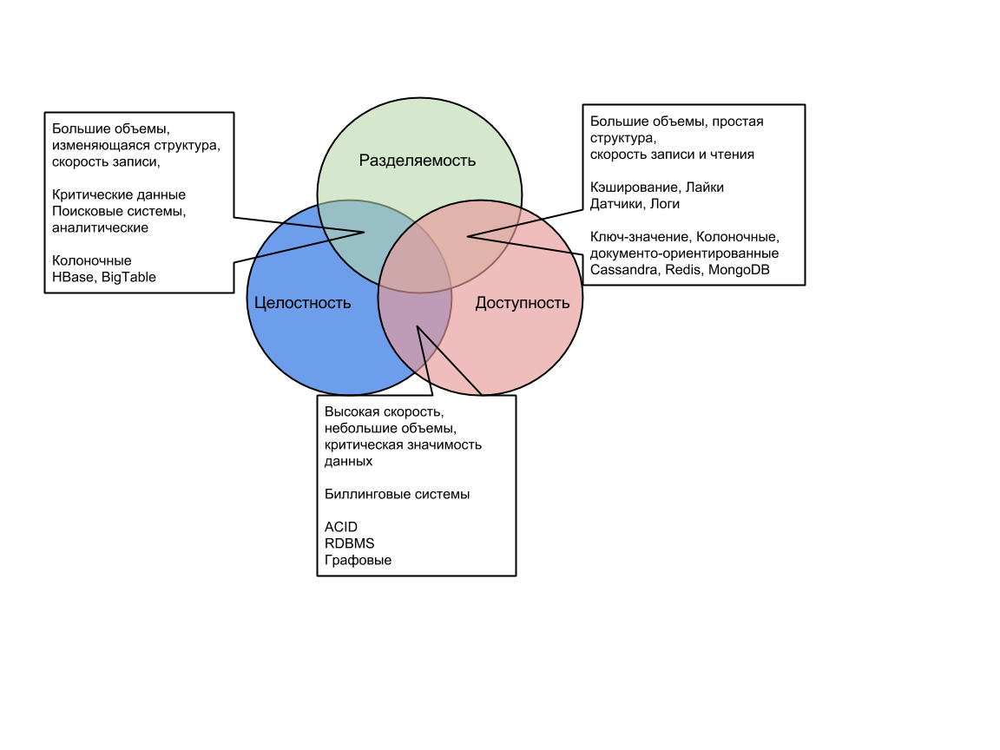 Разделяемость
Целостность
Доступность
Большие объемы,
изменяющаяся структура,
скорость записи,
Критические данные
Поисковые системы,
аналитические
Колоночные
HBase, BigTable
Большие объемы, простая
структура,
скорость записи и чтения
Кэширование, Лайки
Датчики, Логи
Ключ-значение, Колоночные,
документо-ориентированные
Cassandra, Redis, MongoDB
Высокая скорость,
небольшие объемы,
критическая значимость
данных
Биллинговые системы
ACID
RDBMS
Графовые